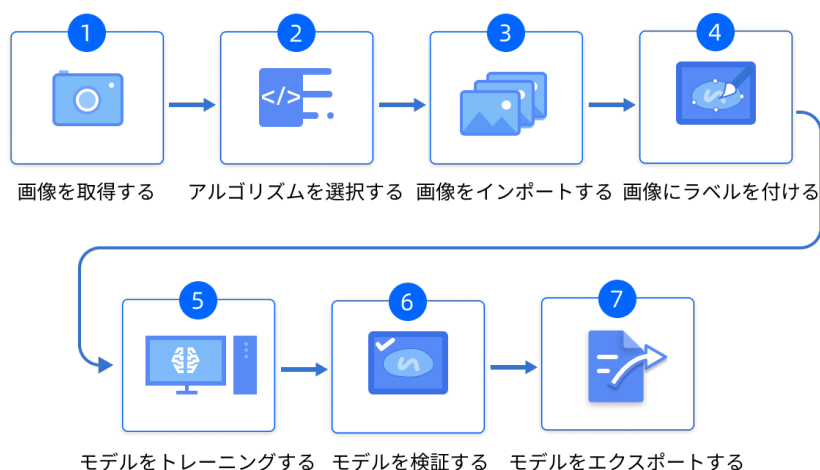 1
2
3
4
</>
画像を取得する
アルゴリズムを選択する
画像をインポートする
画像にラベルを付ける
5
6
7
モデルをトレーニングする
モデルを検証する
モデルをエクスポートする